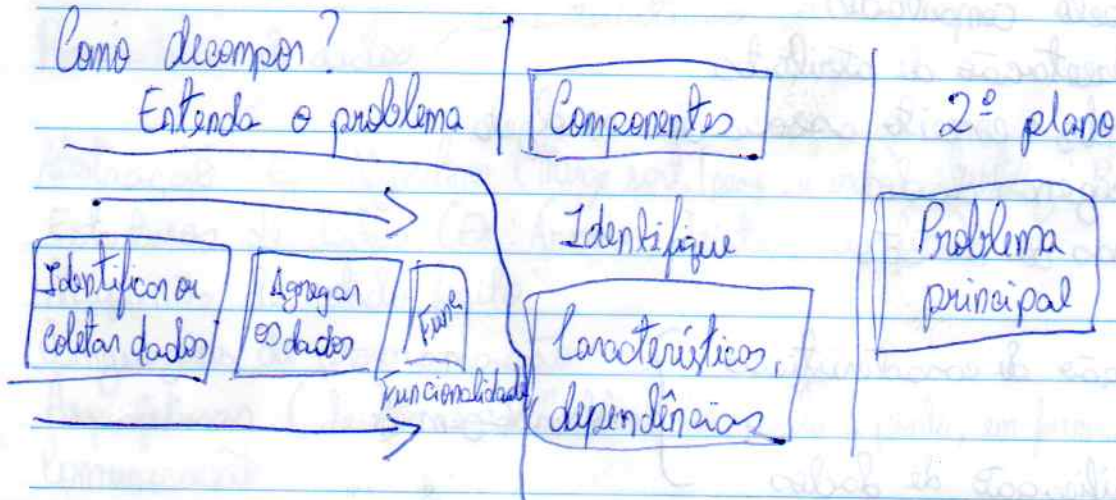 Como decompor?
Entenda o problema
Identificar ou
coletar dados
Agregar
os dados
Func.
Funcionalidade
Componentes
Identifique
Características,
dependências
2º plano
Problema
principal